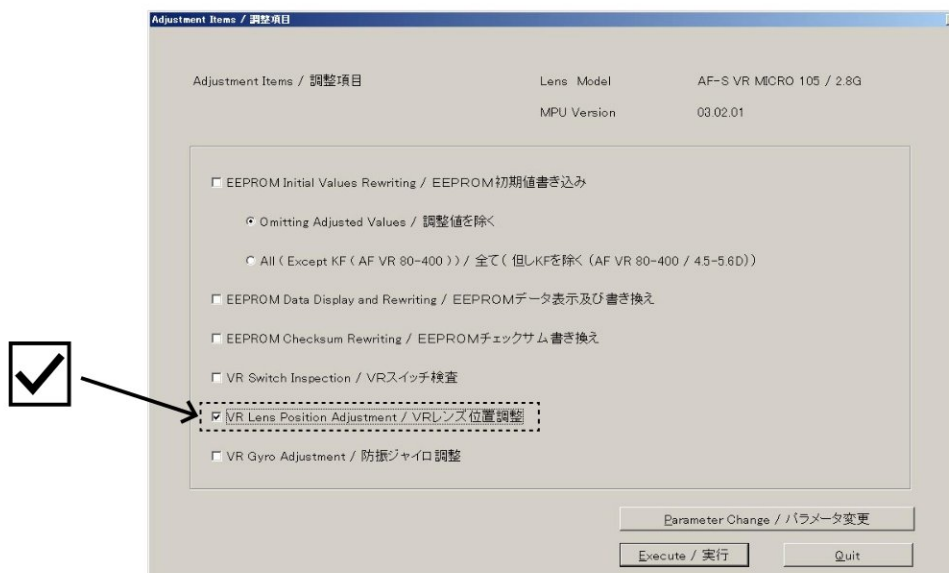 Adjustment Items / 調整項目
Adjustment Items / 調整項目 Lens Model AF-S VR MICRO 105 / 2.8G
MPU Version 03.02.01
EEPROM Initial Values Rewriting / EEPROM初期値書き込み
Omitting Adjusted Values / 調整値を除く
All ( Except KF ( AF VR 80-400 ) ) / 全て( 但しKFを除く (AF VR 80-400 / 4.5-5.6D))
EEPROM Data Display and Rewriting / EEPROMデータ表示及び書き換え
EEPROM Checksum Rewriting / EEPROMチェックサム書き換え
VR Switch Inspection / VRスイッチ検査
VR Lens Position Adjustment / VRレンズ位置調整
VR Gyro Adjustment / 防振ジャイロ調整
Parameter Change / パラメータ変更
Execute / 実行 Quit